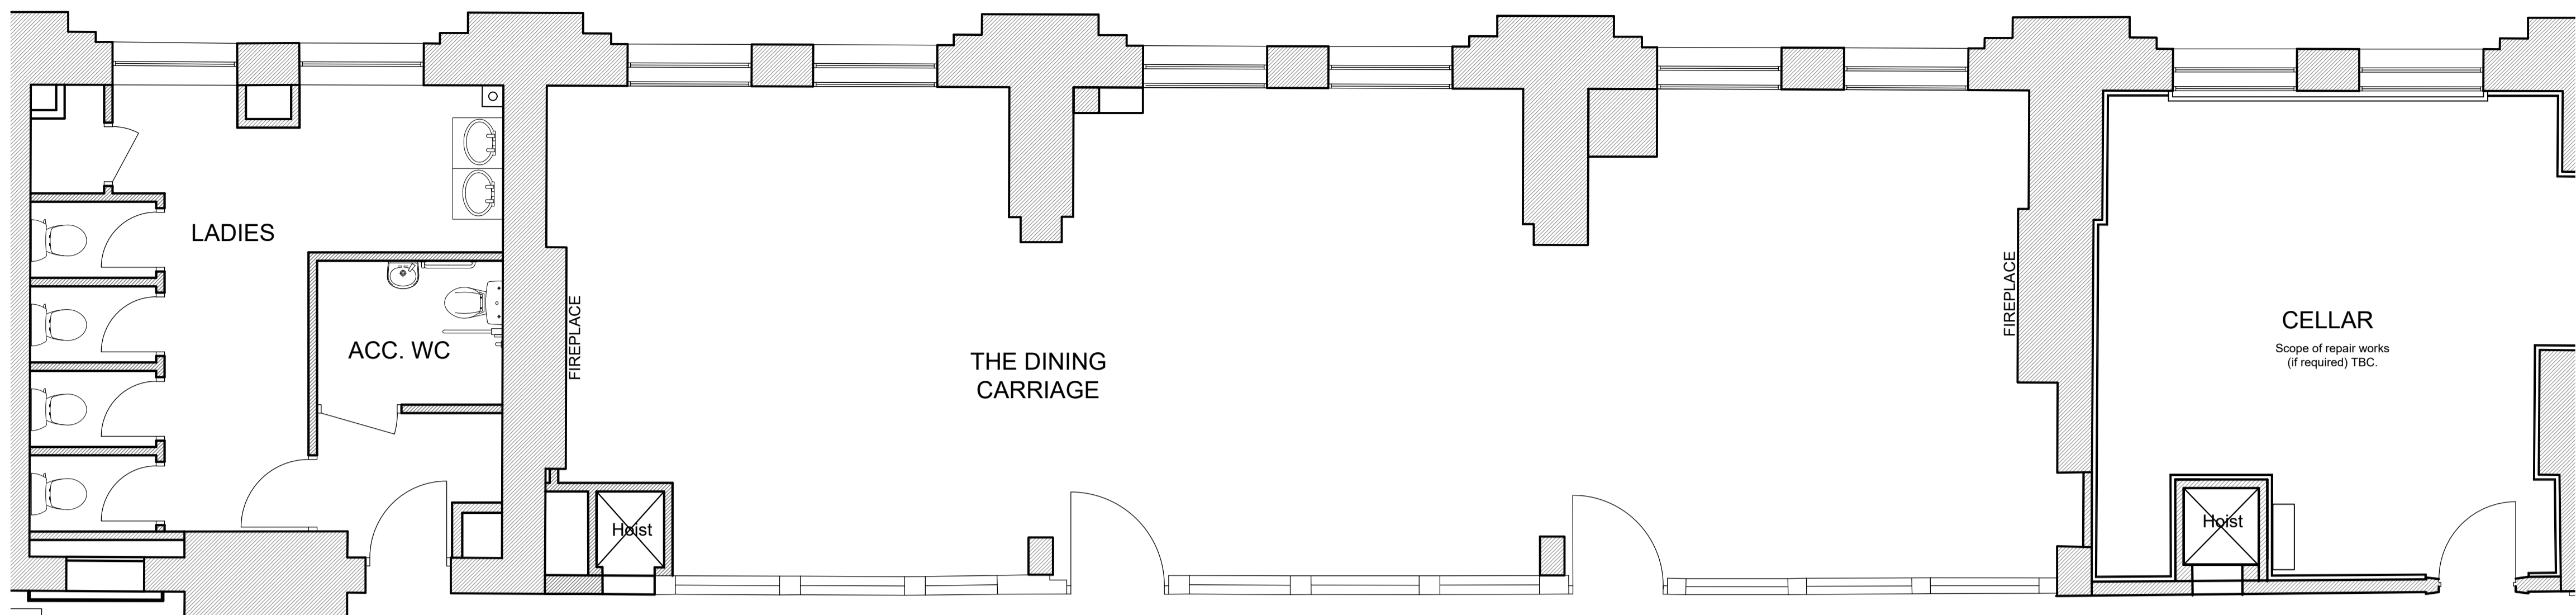 LADIES
ACC. WC
FIREPLACE
Hoist
THE DINING
CARRIAGE
FIREPLACE
CELLAR
Scope of repair works
(if required) TBC.
Hoist